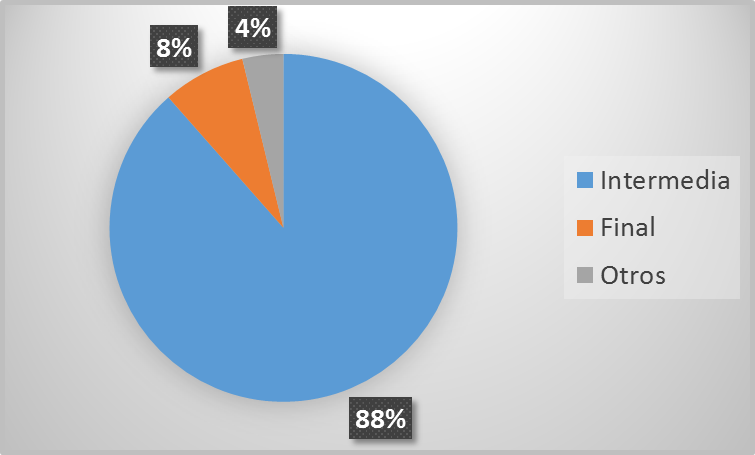 4%
8%
Intermedia
Final
Otros
88%